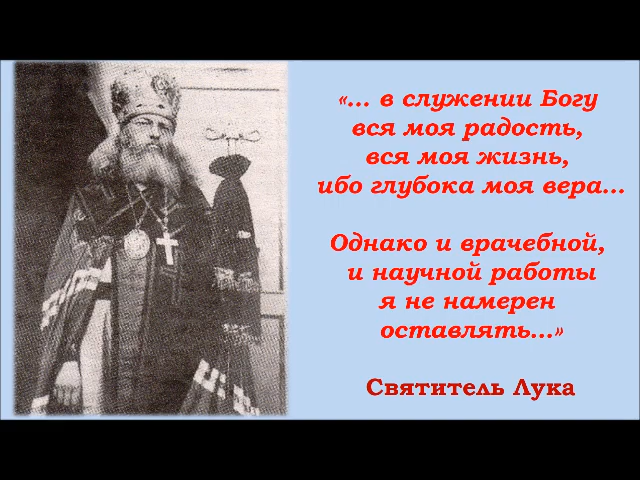 «... в служении Богу
вся моя радость,
вся моя жизнь,
ибо глубока моя вера...
Однако и врачебной,
и научной работы
я не намерен
оставлять...»
Святитель Лука